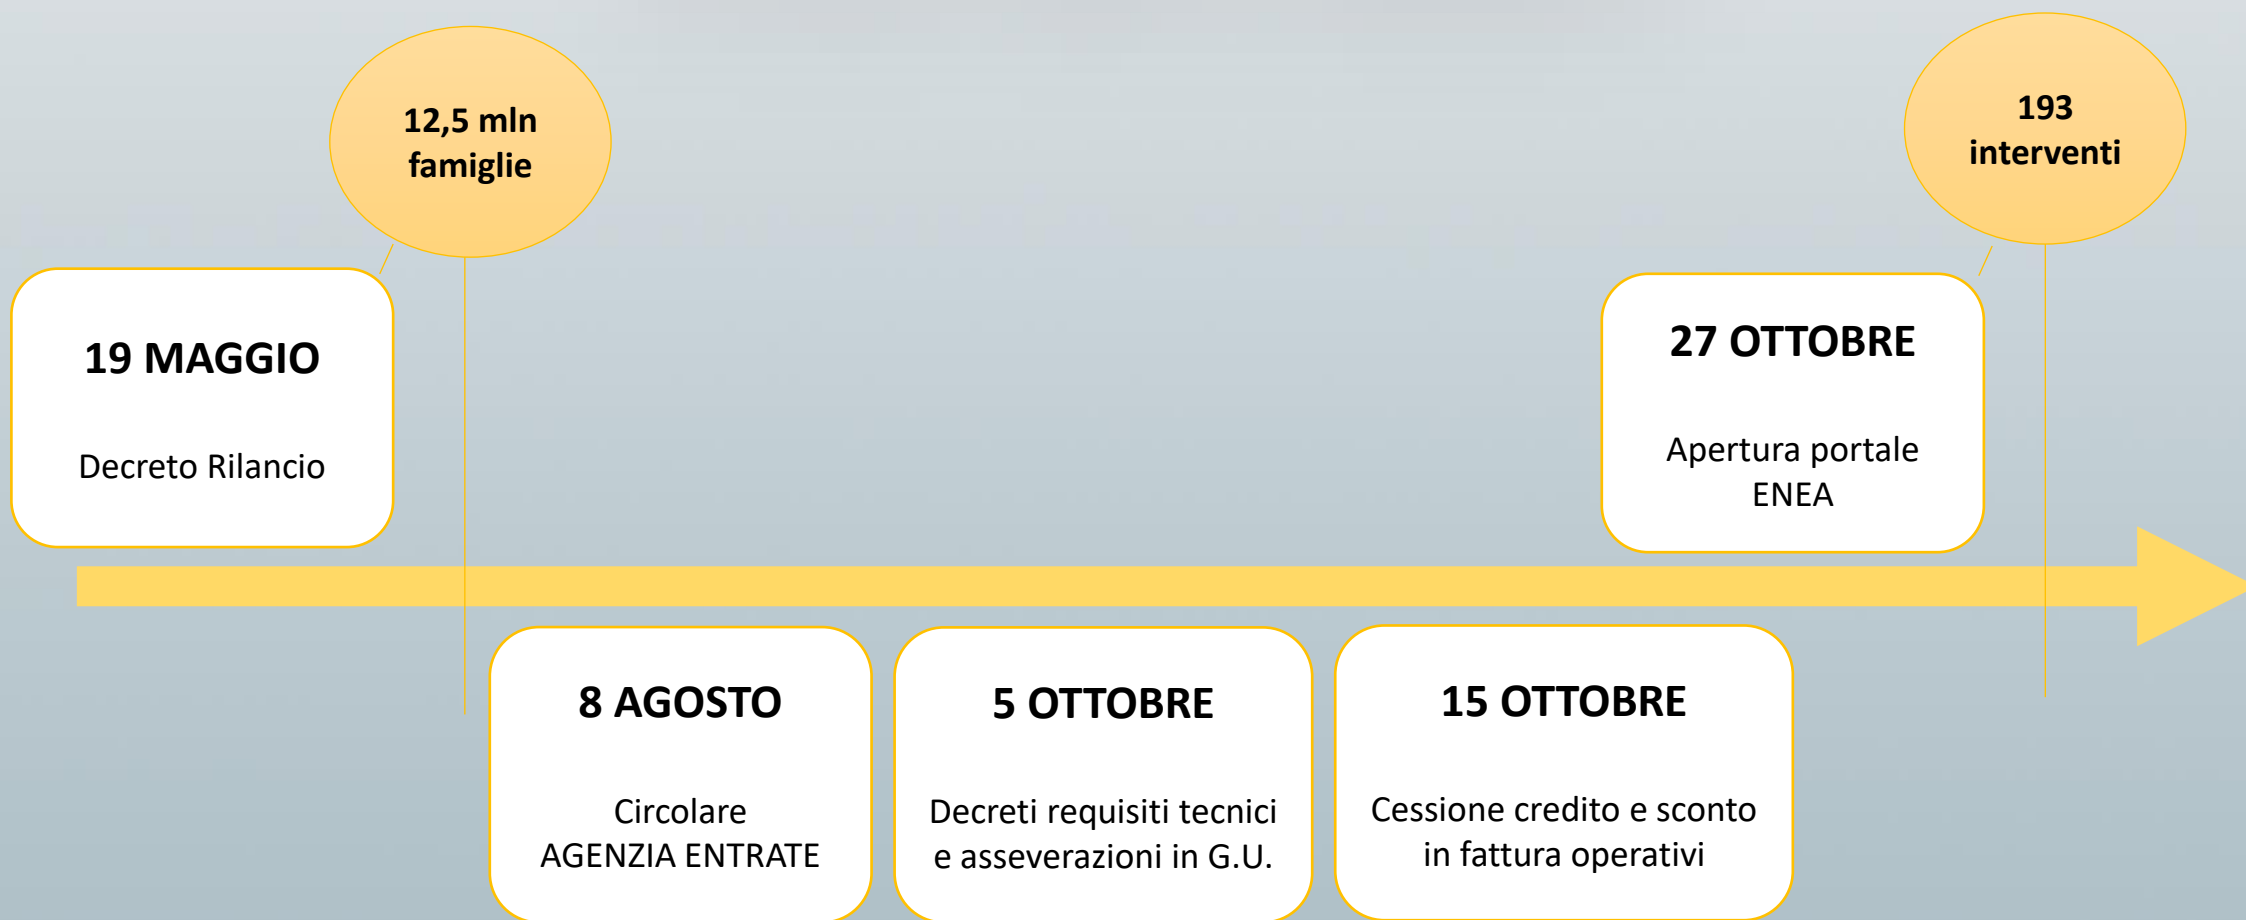 12,5 mln
famiglie
193
interventi
19 MAGGIO
Decreto Rilancio
27 OTTOBRE
Apertura portale
ENEA
8 AGOSTO
Circolare
AGENZIA ENTRATE
5 OTTOBRE
Decreti requisiti tecnici
e asseverazioni in G.U.
15 OTTOBRE
Cessione credito e sconto
in fattura operativi